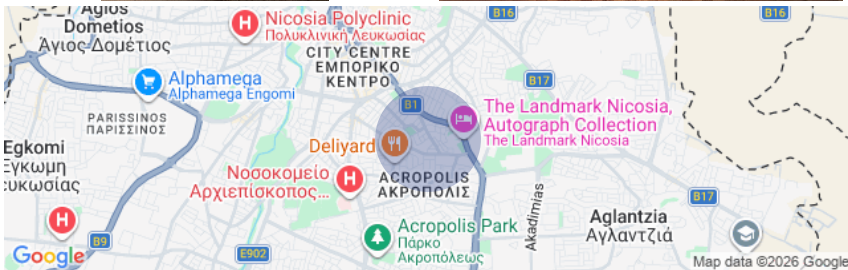 Agios
Dometios
Άγιος Δομέτιος
Nicosia Polyclinic
Πολυκλινική Λευκωσίας
CITY CENTRE
ΕΜΠΟΡΙΚΟ
ΚΕΝΤΡΟ
B16
B16
Alphamega
Alphamega Engomi
B17
PARISSINOS
ΠΑΡΙΣΣΙΝΟΣ
B1
The Landmark Nicosia,
Autograph Collection
The Landmark Nicosia
Deliyard
Egkomi
Έγκωμη
ευκωσίας
Νοσοκομείο
Αρχιεπίσκοπος...
ACROPOLIS
ΑΚΡΟΠΟΛΙΣ
Akadimias
B17
Aglantzia
Αγλαντζιά
Acropolis Park
Πάρκο
Ακροπόλεως
B9
E902
Google
Map data ©2026 Google